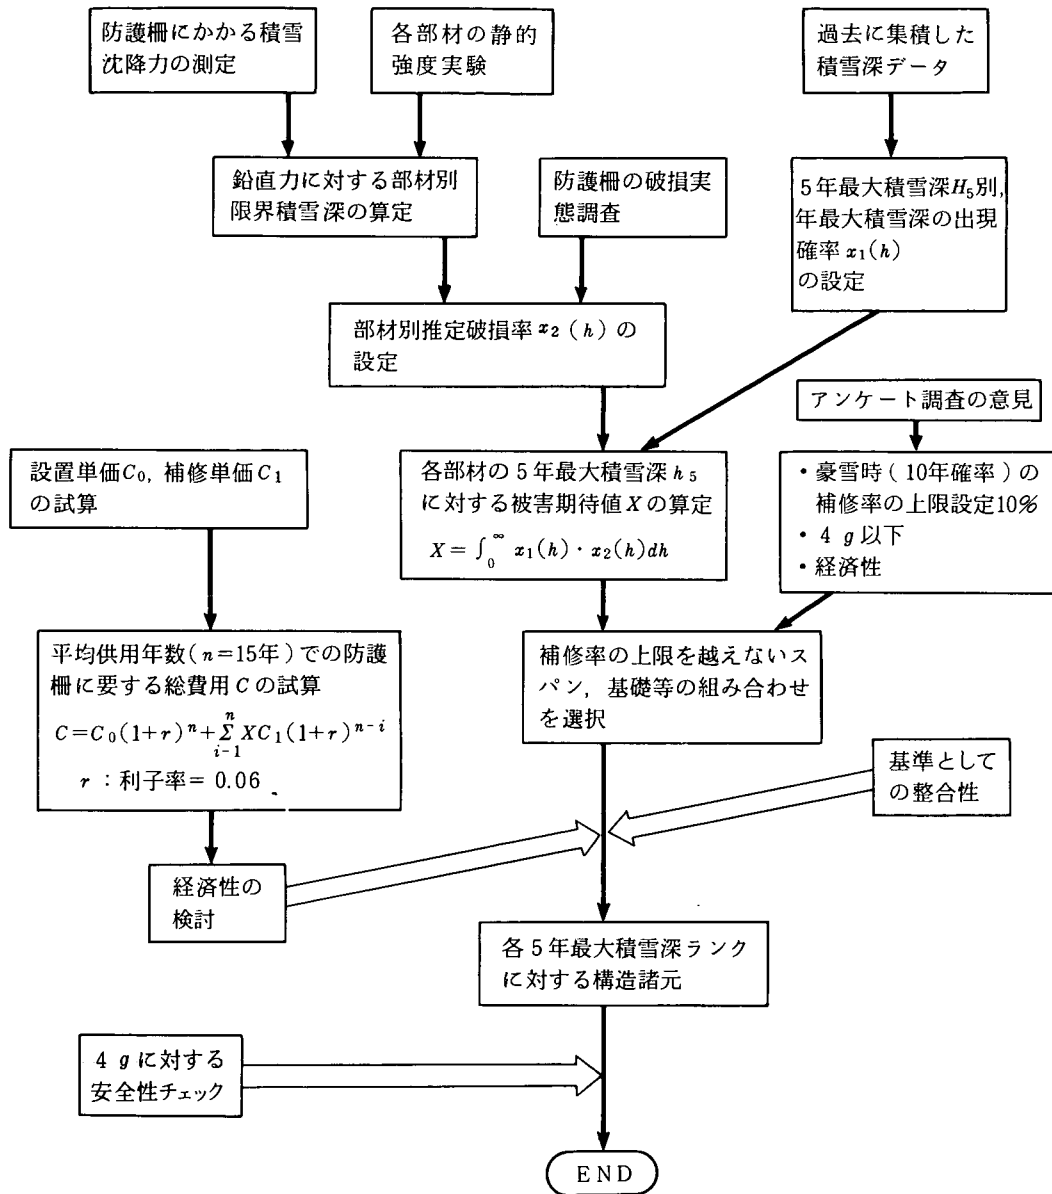 防護柵にかかる積雪
沈降力の測定
各部材の静的
強度実験
過去に集積した
積雪深データ
鉛直力に対する部材別
限界積雪深の算定
防護柵の破損実
態調査
5年最大積雪深H₅別,
年最大積雪深の出現
確率 x₁(h)
の設定
部材別推定破損率 x₂(h)の
設定
アンケート調査の意見
設置単価C₀, 補修単価C₁
の試算
各部材の5年最大積雪深 h₅
に対する被害期待値 X の算定
X = ∫₀^∞ x₁(h)・x₂(h)dh
・豪雪時(10年確率)の
補修率の上限設定10%
・4 g 以下
・経済性
平均供用年数(n=15年)での防護
柵に要する総費用 C の試算
C=C₀(1+r)ⁿ+Σ_{i-1}^{n} XC₁(1+r)ⁿ⁻ⁱ
r:利子率= 0.06
補修率の上限を越えないスパ
ン, 基礎等の組み合わせ
を選択
基準として
の整合性
経済性の
検討
各5年最大積雪深ランク
に対する構造諸元
4 g に対する
安全性チェック
END